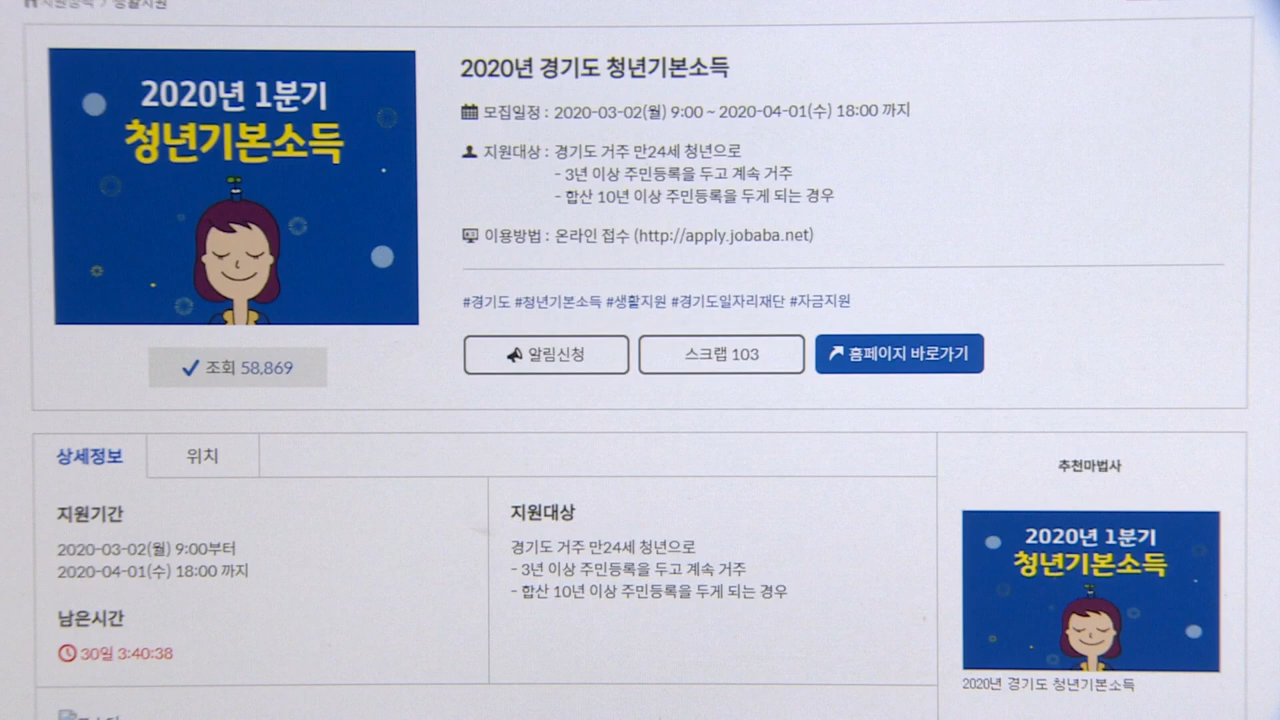 생활지원
2020년 1분기
청년기본소득
조회 58,869
2020년 경기도 청년기본소득
모집일정 : 2020-03-02(월) 9:00 ~ 2020-04-01(수) 18:00 까지
지원대상 : 경기도 거주 만24세 청년으로
- 3년 이상 주민등록을 두고 계속 거주
- 합산 10년 이상 주민등록을 두게 되는 경우
이용방법 : 온라인 접수 (http://apply.jobaba.net)
#경기도 #청년기본소득 #생활지원 #경기도일자리재단 #자금지원
알림신청
스크랩 103
홈페이지 바로가기
상세정보
위치
지원기간
2020-03-02(월) 9:00부터
2020-04-01(수) 18:00 까지
남은시간
30일 3:40:38
지원대상
경기도 거주 만24세 청년으로
- 3년 이상 주민등록을 두고 계속 거주
- 합산 10년 이상 주민등록을 두게 되는 경우
추천마법사
2020년 1분기
청년기본소득
2020년 경기도 청년기본소득